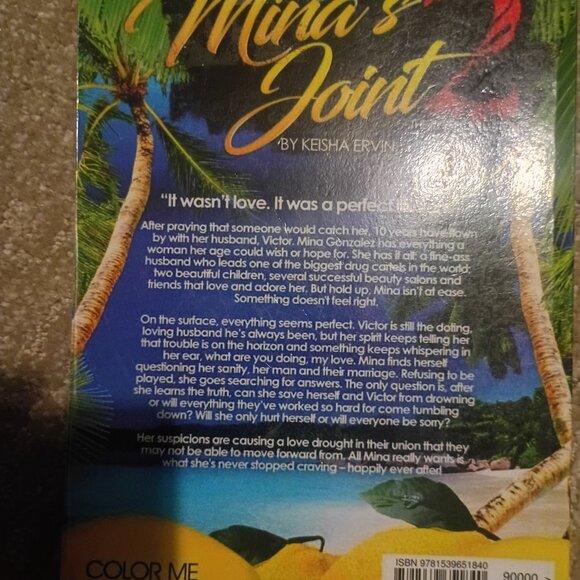 Mina's
Joint 2
BY KEISHA ERVIN
"It wasn't love. It was a perfect
After praying that someone would catch her, 10 years have flown
by with her husband, Victor. Mina Gonzalez has everything a
woman her age could wish or hope for. She has it all: a fine-ass
husband who leads one of the biggest drug cartels in the world;
two beautiful children, several successful beauty salons and
friends that love and adore her. But hold up. Mina isn't at ease.
Something doesn't feel right.
On the surface, everything seems perfect. Victor is still the doting,
loving husband he's always been, but her spirit keeps telling her
that trouble is on the horizon and something keeps whispering in
her ear, what are you doing, my love. Mina finds herself
questioning her sanity, her man and their marriage. Refusing to be
played, she goes searching for answers. The only question is, after
she learns the truth, can she save herself and Victor from drowning
or will everything they've worked so hard for come tumbling
down? Will she only hurt herself or will everyone be sorry?
Her suspicions are causing a love drought in their union that they
may not be able to move forward from. All Mina really wants is
what she's never stopped craving – happily ever after!
COLOR ME
ISBN 9781539651840
90000 >